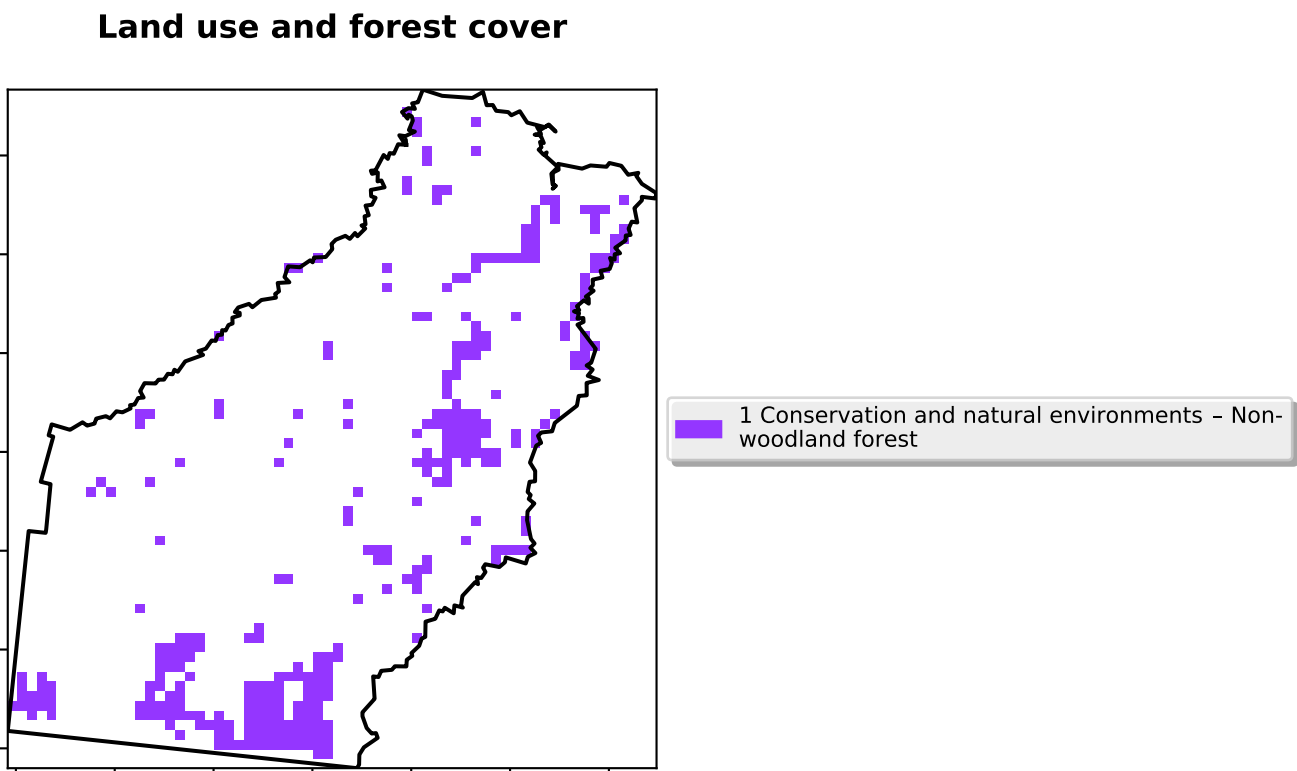 Land use and forest cover
1 Conservation and natural environments – Non-
woodland forest